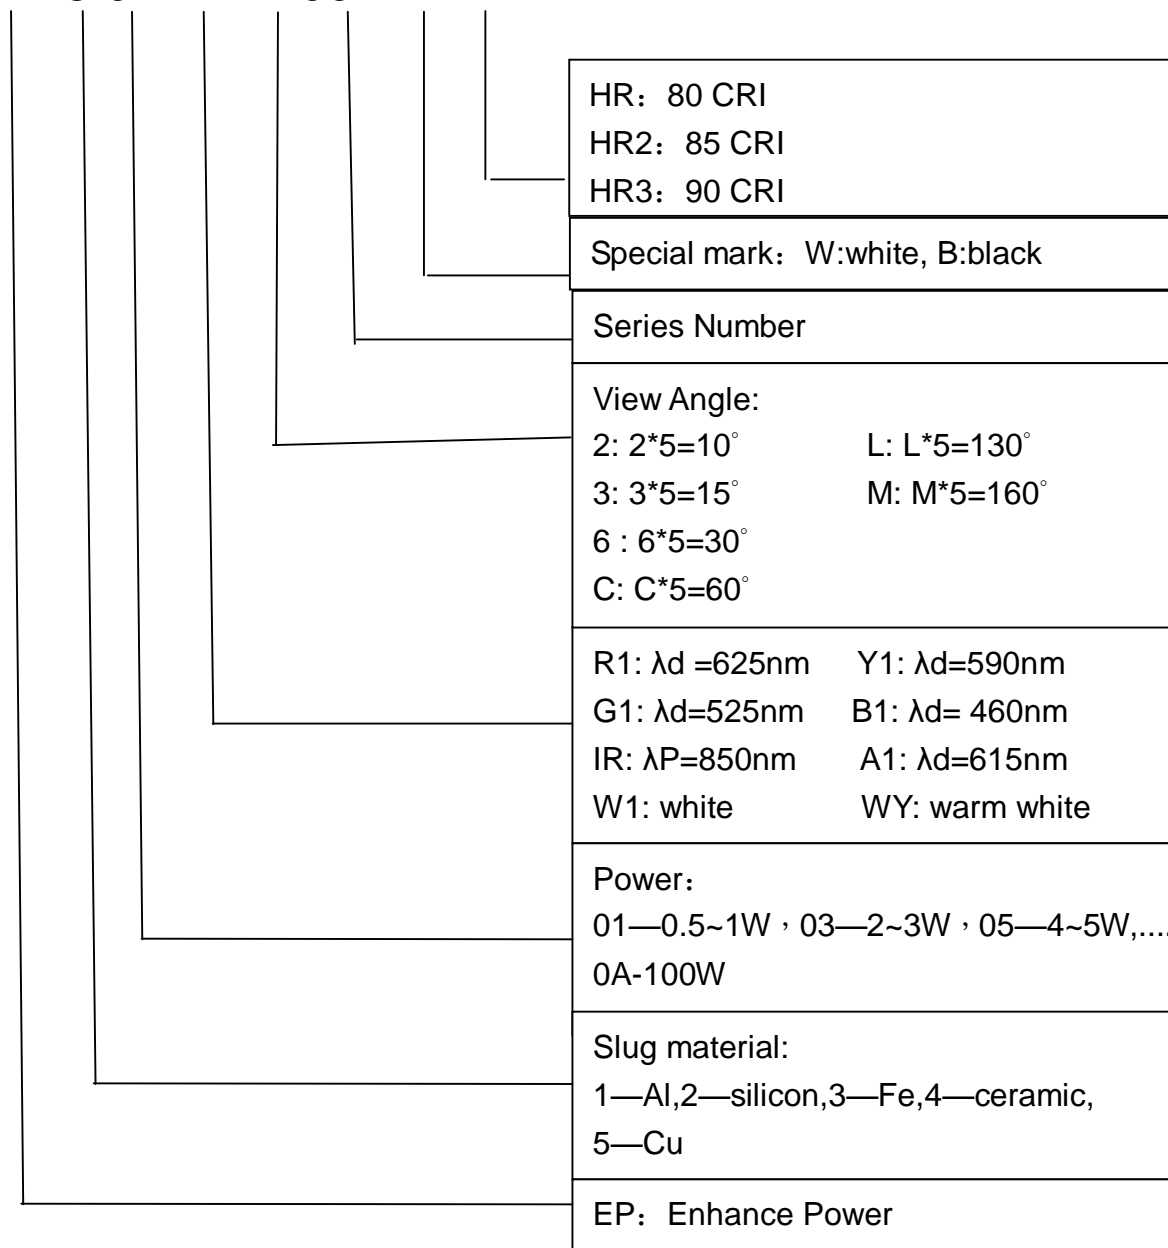 HR：80 CRI
HR2：85 CRI
HR3：90 CRI
Special mark：W:white, B:black
Series Number
View Angle:
2: 2*5=10° L: L*5=130°
3: 3*5=15° M: M*5=160°
6 : 6*5=30°
C: C*5=60°
R1: λd =625nm Y1: λd=590nm
G1: λd=525nm B1: λd= 460nm
IR: λP=850nm A1: λd=615nm
W1: white WY: warm white
Power：
01—0.5~1W，03—2~3W，05—4~5W,....
0A-100W
Slug material:
1—Al,2—silicon,3—Fe,4—ceramic,
5—Cu
EP：Enhance Power